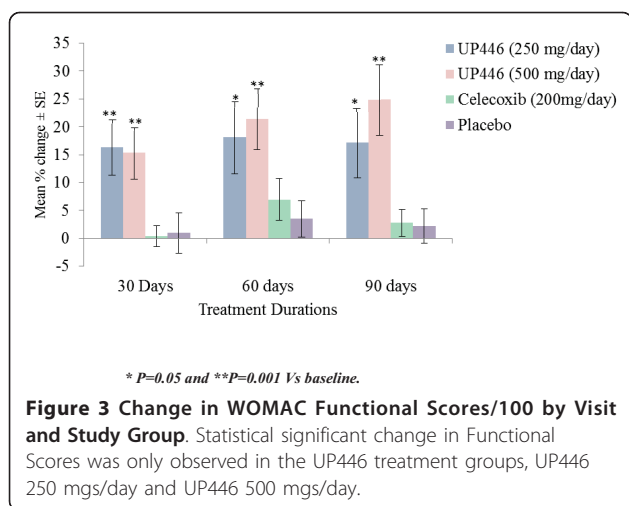 UP446 (250 mg/day)
UP446 (500 mg/day)
Celecoxib (200mg/day)
Placebo
Mean % change ± SE
35
30
25
20
15
10
5
0
-5
** ** * ** * **
30 Days 60 days 90 days
Treatment Durations
* P=0.05 and **P=0.001 Vs baseline.
Figure 3 Change in WOMAC Functional Scores/100 by Visit
and Study Group. Statistical significant change in Functional
Scores was only observed in the UP446 treatment groups, UP446
250 mgs/day and UP446 500 mgs/day.